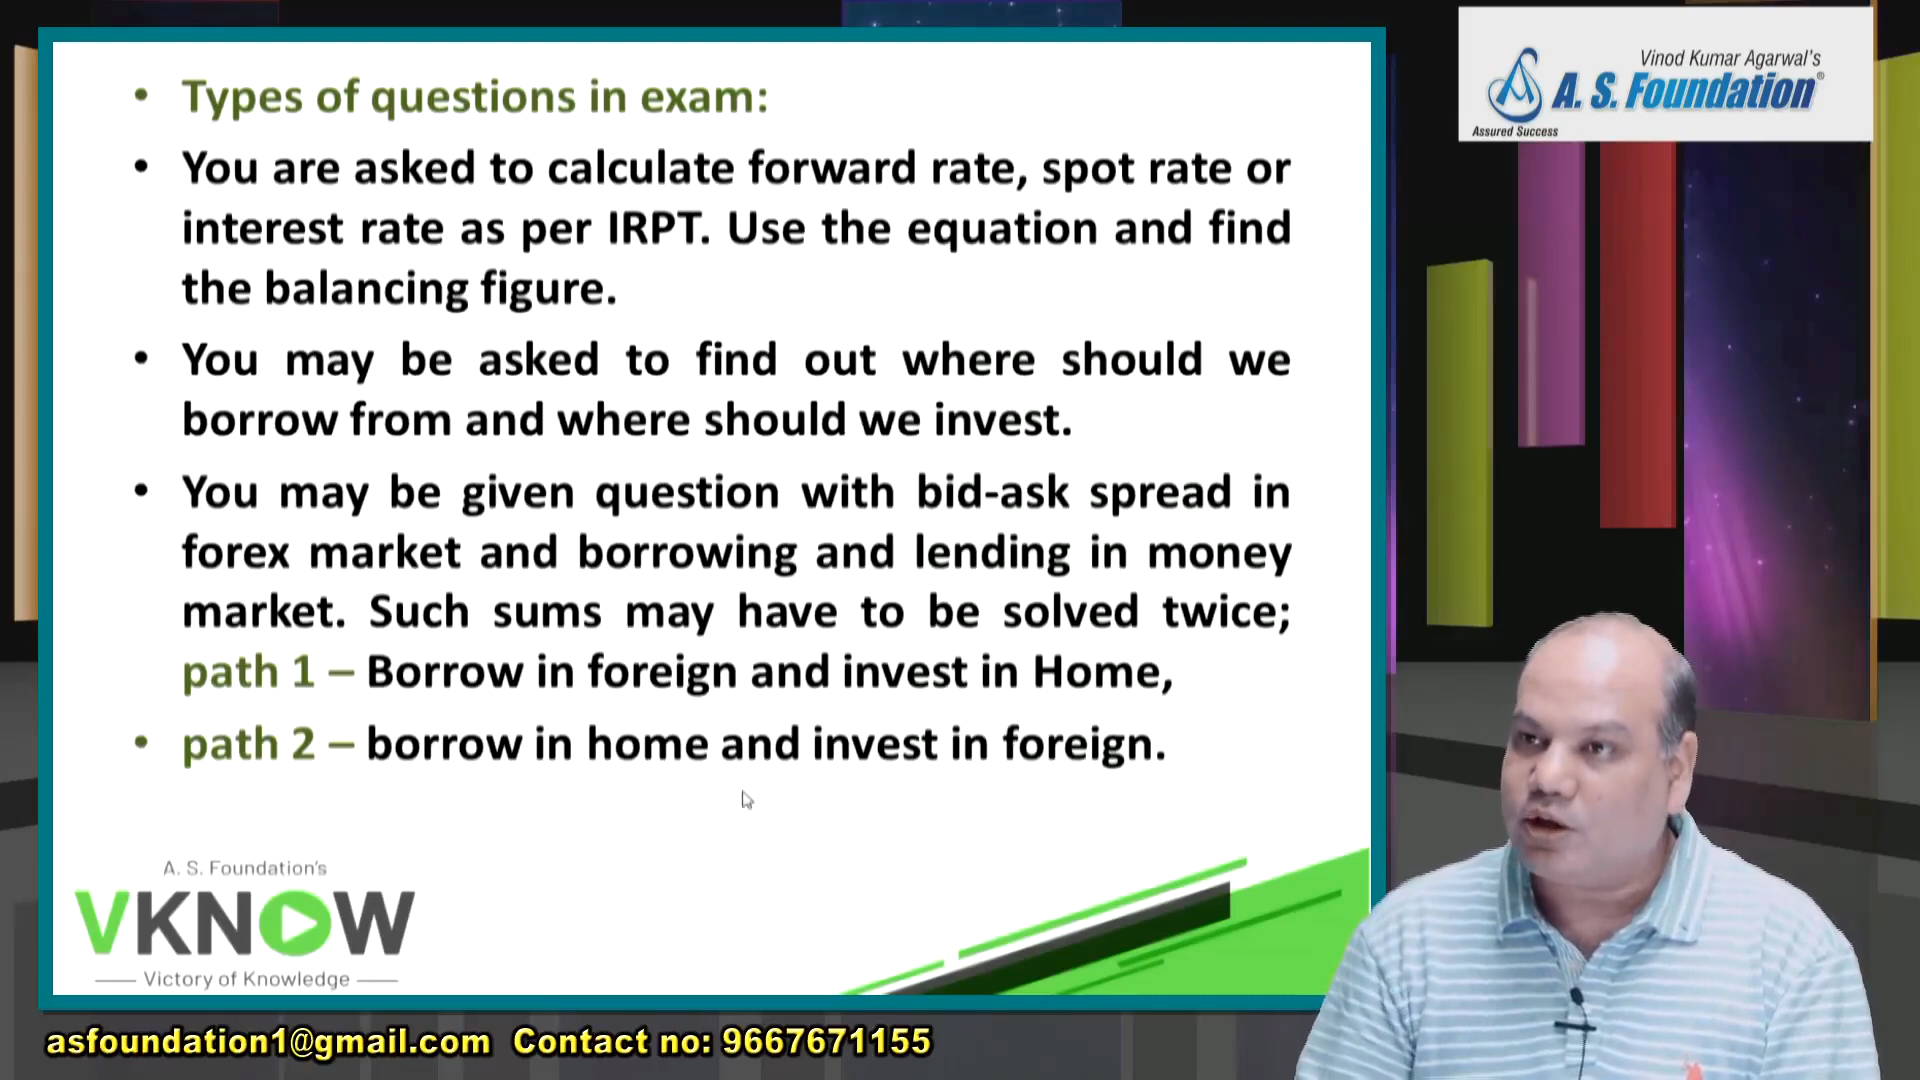 Vinod Kumar Agarwal's
A. S. Foundation®
Assured Success
• Types of questions in exam:
• You are asked to calculate forward rate, spot rate or
interest rate as per IRPT. Use the equation and find
the balancing figure.
• You may be asked to find out where should we
borrow from and where should we invest.
• You may be given question with bid-ask spread in
forex market and borrowing and lending in money
market. Such sums may have to be solved twice;
path 1 – Borrow in foreign and invest in Home,
• path 2 – borrow in home and invest in foreign.
A. S. Foundation's
VKNOW
Victory of Knowledge
asfoundation1@gmail.com Contact no: 9667671155